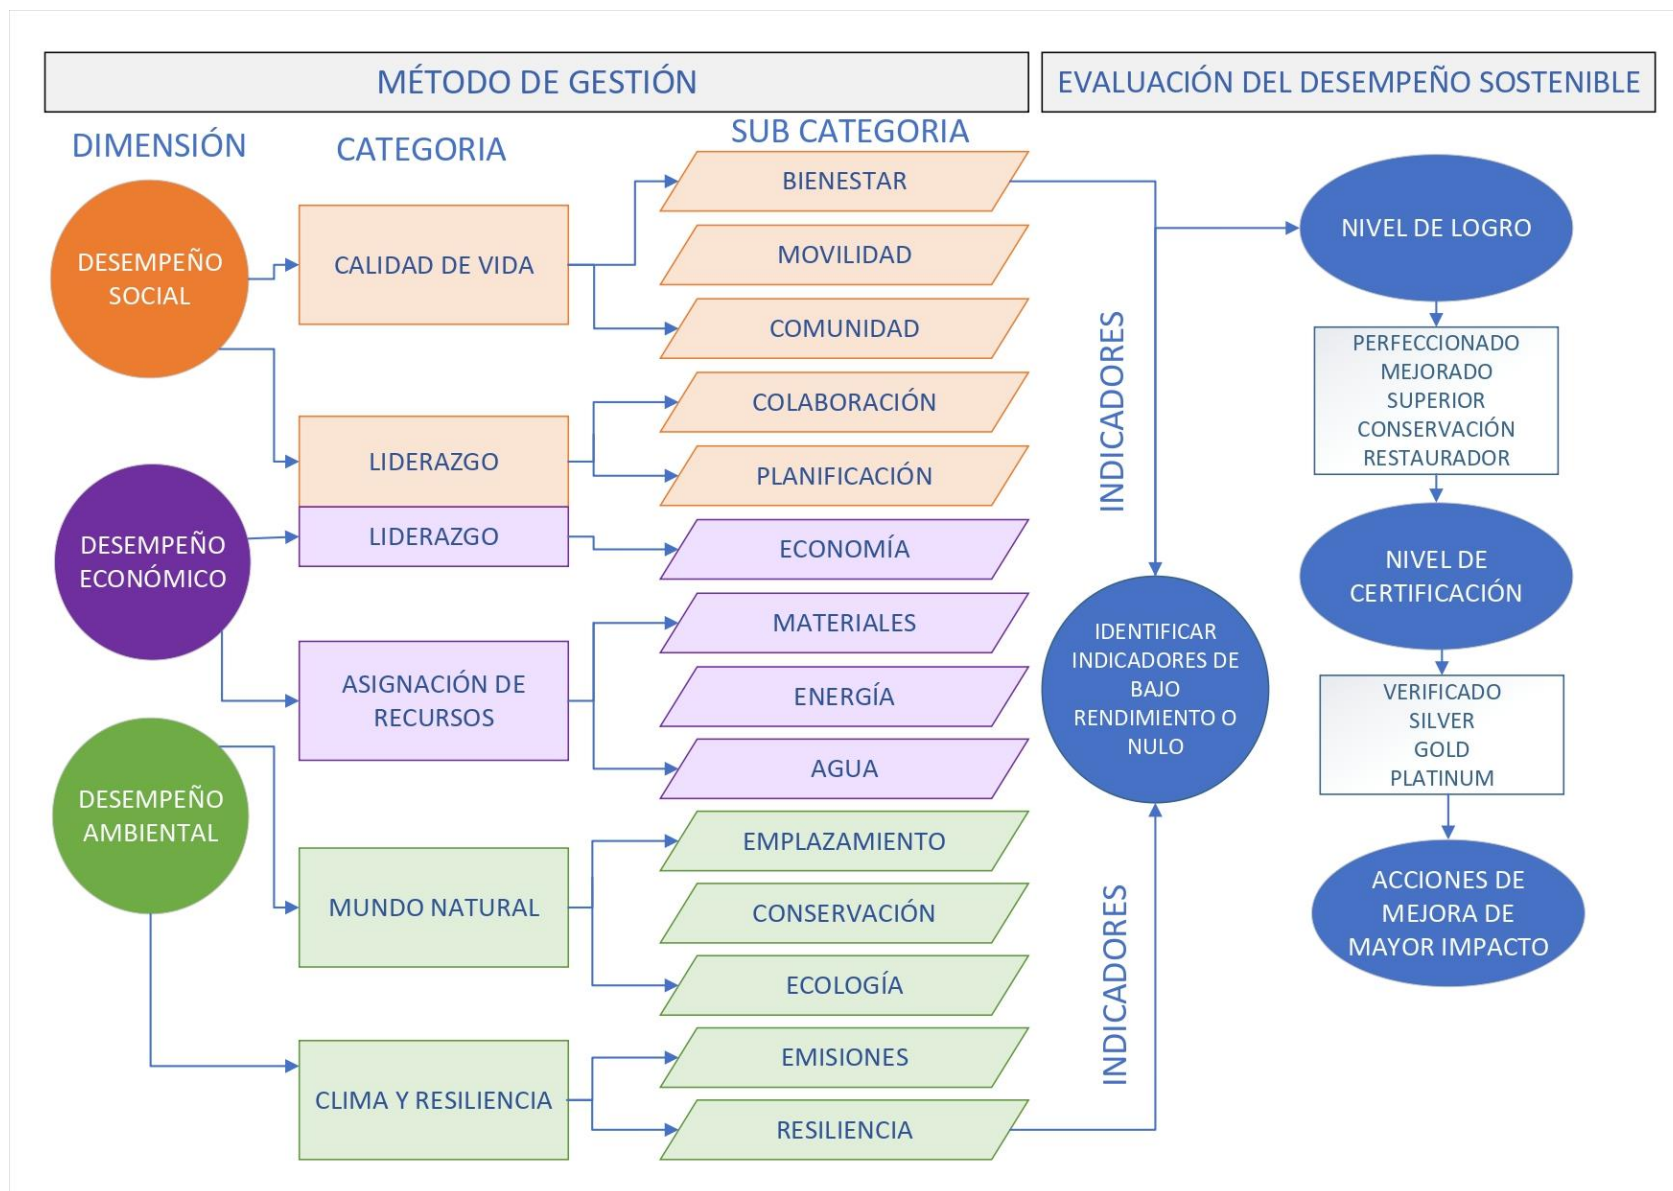 MÉTODO DE GESTIÓN
EVALUACIÓN DEL DESEMPEÑO SOSTENIBLE
DIMENSIÓN
CATEGORIA
SUB CATEGORIA
DESEMPEÑO
SOCIAL
CALIDAD DE VIDA
BIENESTAR
MOVILIDAD
COMUNIDAD
LIDERAZGO
COLABORACIÓN
PLANIFICACIÓN
DESEMPEÑO
ECONÓMICO
LIDERAZGO
ECONOMÍA
ASIGNACIÓN DE
RECURSOS
MATERIALES
ENERGÍA
AGUA
DESEMPEÑO
AMBIENTAL
MUNDO NATURAL
EMPLAZAMIENTO
CONSERVACIÓN
ECOLOGÍA
CLIMA Y RESILIENCIA
EMISIONES
RESILIENCIA
INDICADORES
IDENTIFICAR
INDICADORES DE
BAJO
RENDIMIENTO O
NULO
INDICADORES
NIVEL DE LOGRO
PERFECCIONADO
MEJORADO
SUPERIOR
CONSERVACIÓN
RESTAURADOR
NIVEL DE
CERTIFICACIÓN
VERIFICADO
SILVER
GOLD
PLATINUM
ACCIONES DE
MEJORA DE
MAYOR IMPACTO